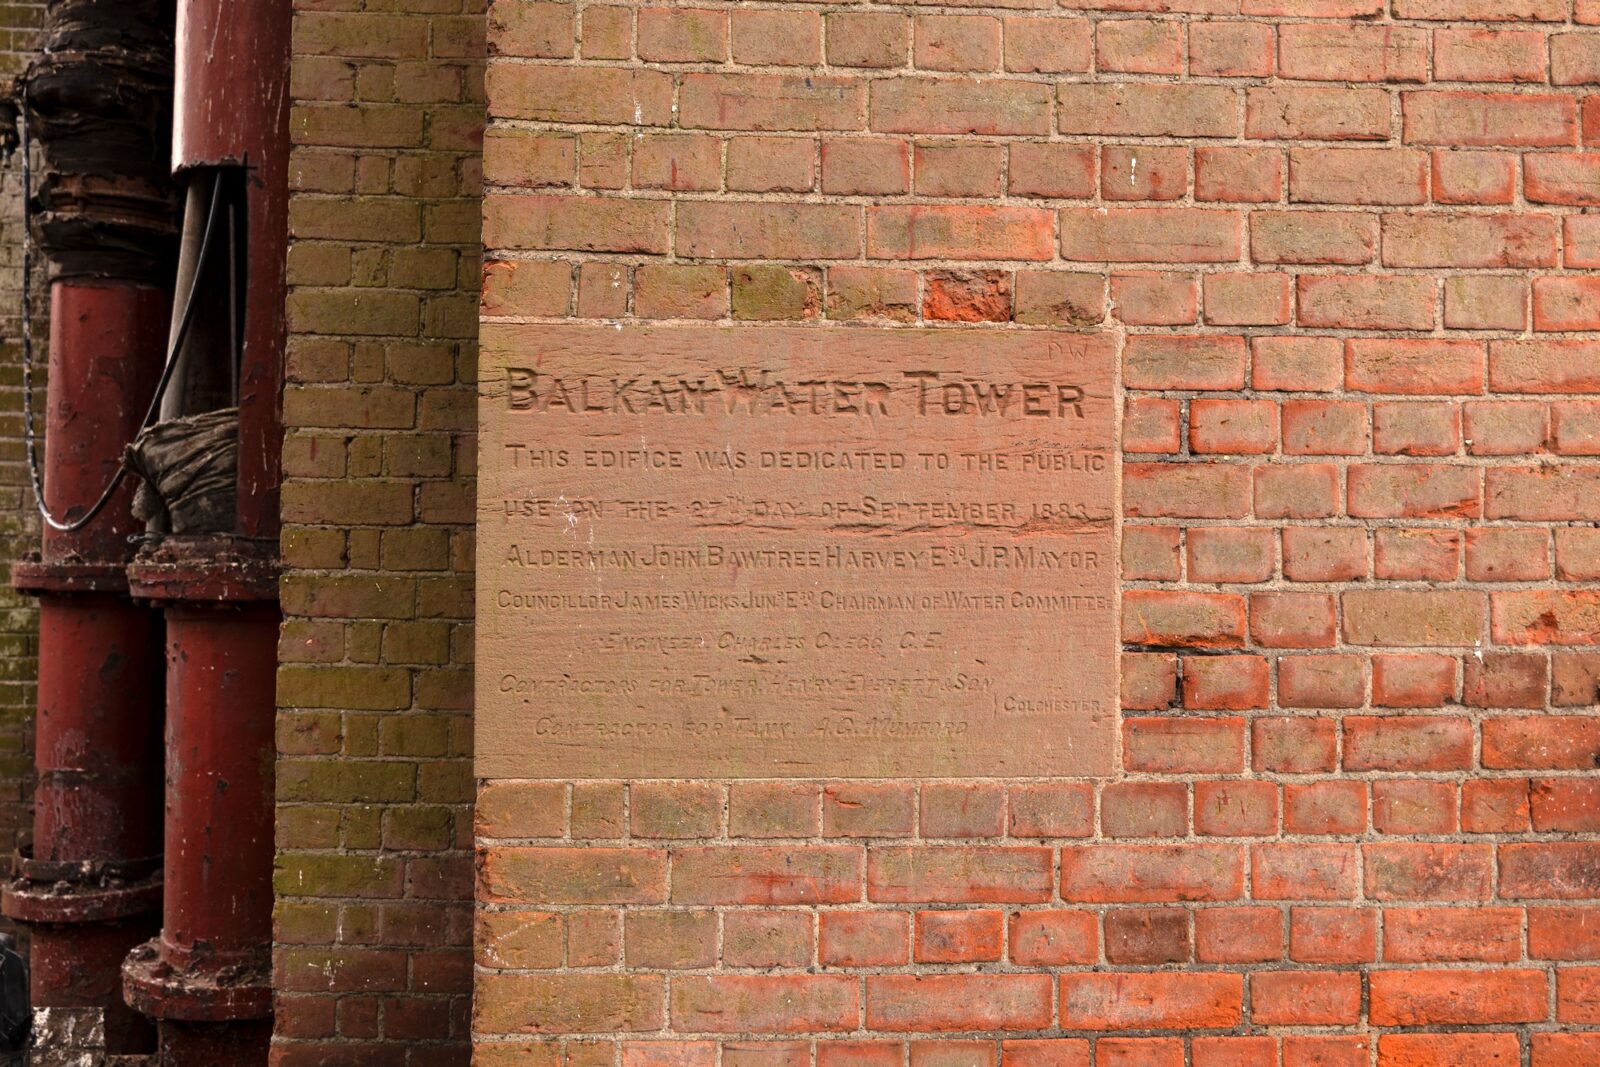 D W
BALKAN WATER TOWER
THIS EDIFICE WAS DEDICATED TO THE PUBLIC
USE ON THE 27TH DAY OF SEPTEMBER 1883
ALDERMAN JOHN BAWTREE HARVEY ESQ J.P. MAYOR
COUNCILLOR JAMES WICKS JUNR ESQ CHAIRMAN OF WATER COMMITTEE
ENGINEER CHARLES CLEGG C.E.
CONTRACTORS FOR TOWER, HENRY EVERETT & SON
COLCHESTER
CONTRACTOR FOR TANK. A.G. MUMFORD